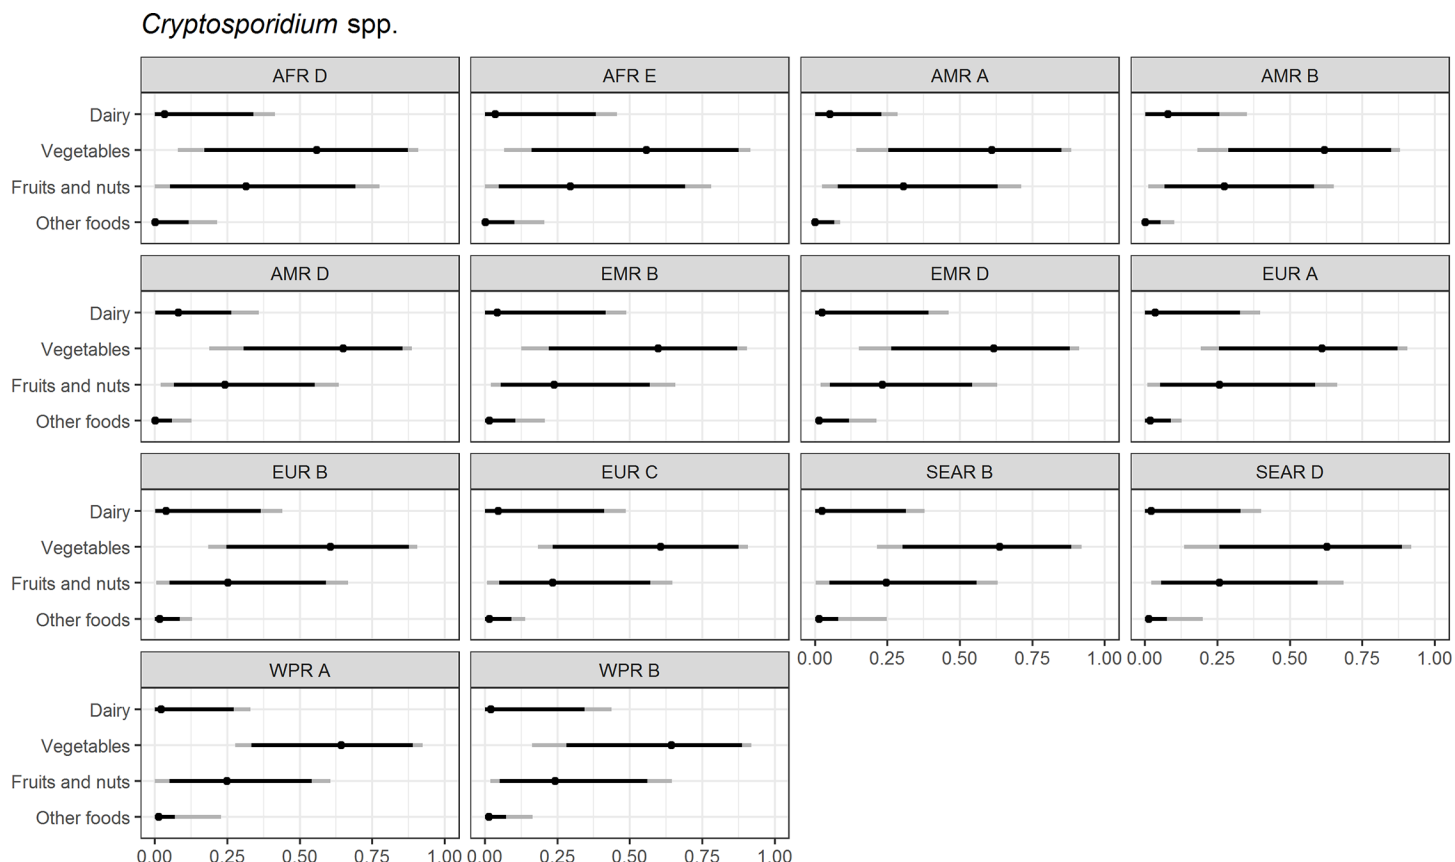 Cryptosporidium spp.
AFR D AFR E AMR A AMR B
Dairy
Vegetables
Fruits and nuts
Other foods
AMR D EMR B EMR D EUR A
Dairy
Vegetables
Fruits and nuts
Other foods
EUR B EUR C SEAR B SEAR D
Dairy
Vegetables
Fruits and nuts
Other foods
0.00 0.25 0.50 0.75 1.00 0.00 0.25 0.50 0.75 1.00
WPR A WPR B
Dairy
Vegetables
Fruits and nuts
Other foods
0.00 0.25 0.50 0.75 1.00 0.00 0.25 0.50 0.75 1.00